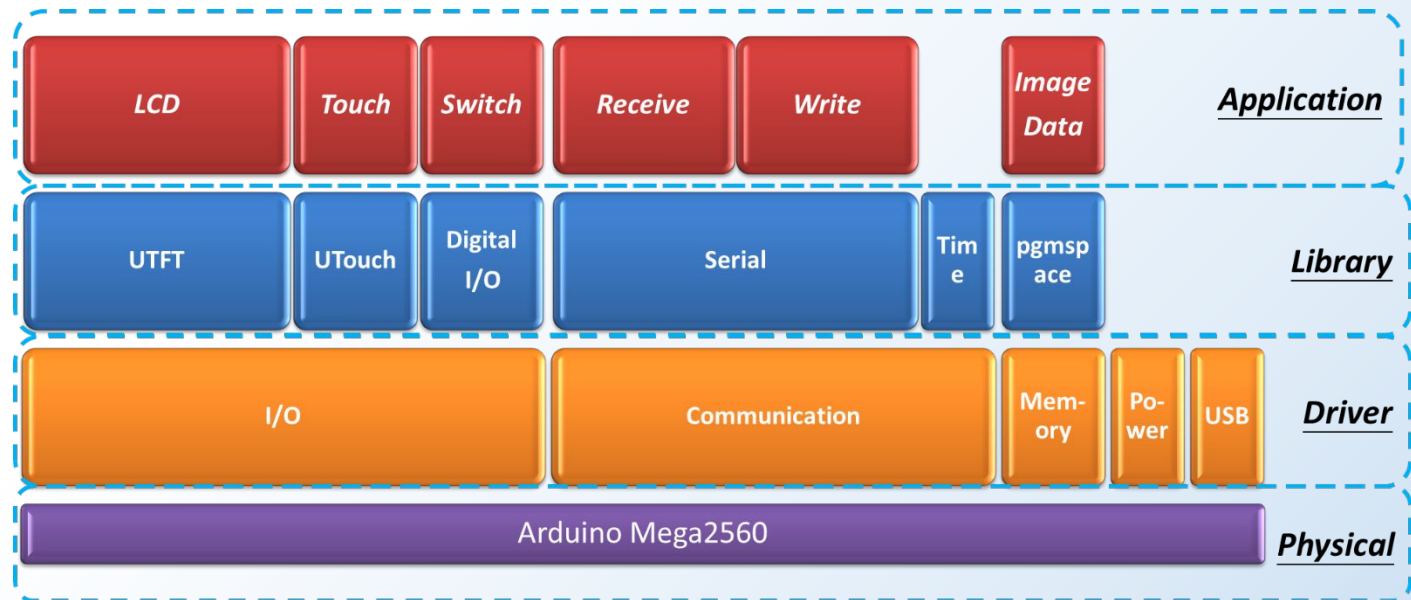 LCD
Touch
Switch
Receive
Write
Image
Data
Application
UTFT
UTouch
Digital
I/O
Serial
Tim
e
pgmsp
ace
Library
I/O
Communication
Mem-
ory
Po-
wer
USB
Driver
Arduino Mega2560
Physical